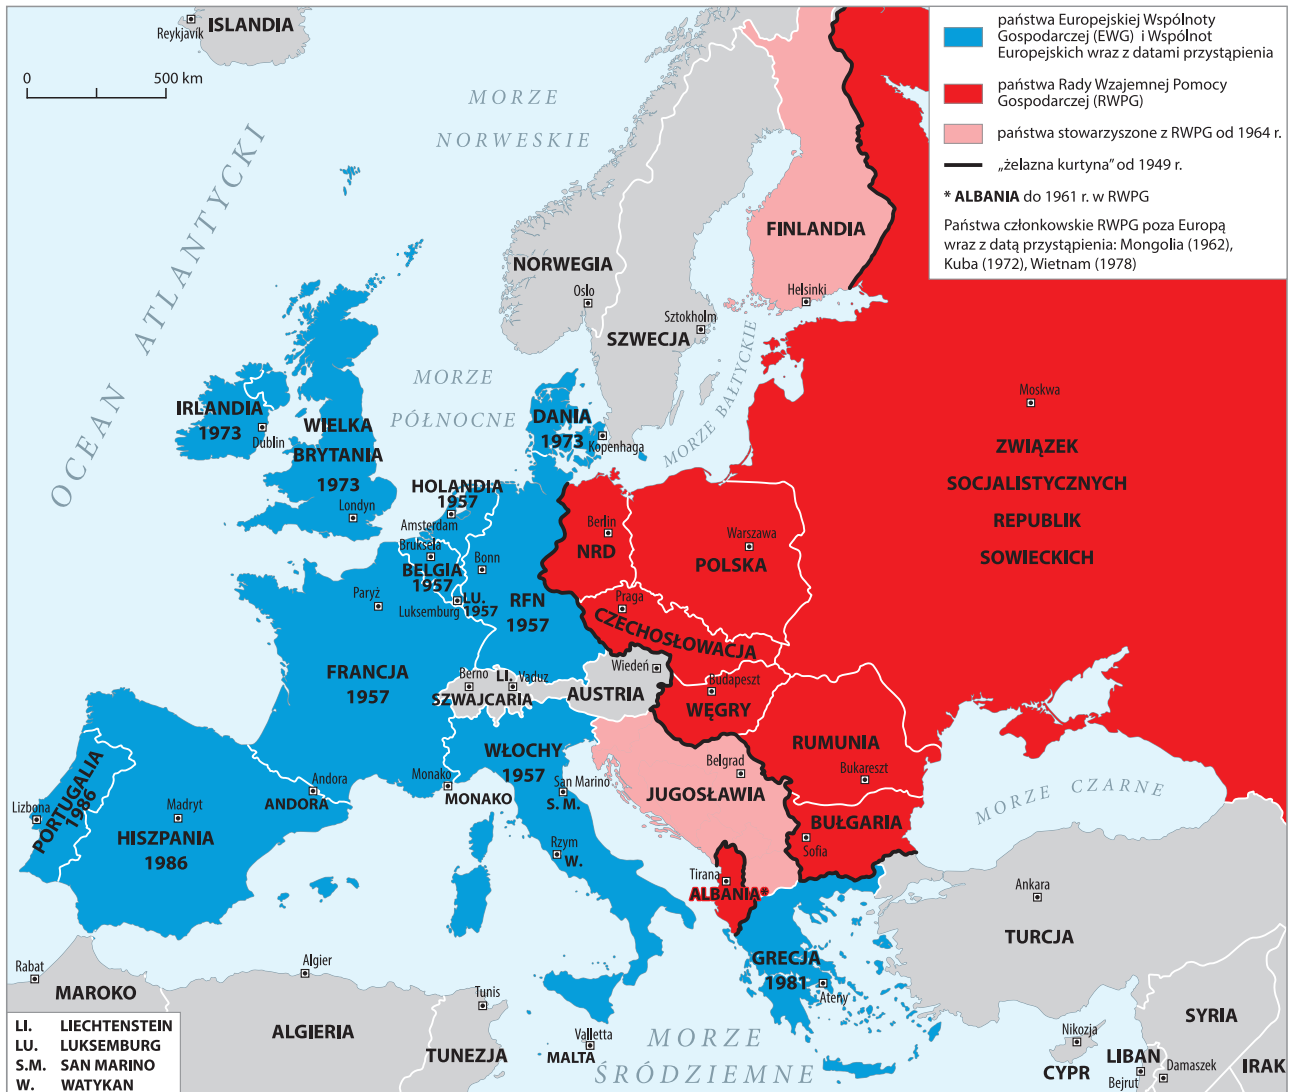 Reykjavík
ISLANDIA
0
500 km
państwa Europejskiej Wspólnoty
Gospodarczej (EWG) i Wspólnot
Europejskich wraz z datami przystąpienia
państwa Rady Wzajemnej Pomocy
Gospodarczej (RWPG)
państwa stowarzyszone z RWPG od 1964 r.
„żelazna kurtyna” od 1949 r.
* ALBANIA do 1961 r. w RWPG
Państwa członkowskie RWPG poza Europą
wraz z datą przystąpienia: Mongolia (1962),
Kuba (1972), Wietnam (1978)
MORZE
NORWESKIE
OCEAN ATLANTYCKI
FINLANDIA
Helsinki
NORWEGIA
Oslo
Sztokholm
SZWECJA
MORZE BAŁTYCKIE
MORZE
PÓŁNOCNE
Moskwa
ZWIĄZEK
SOCJALISTYCZNYCH
REPUBLIK
SOWIECKICH
IRLANDIA
1973
Dublin
WIELKA
BRYTANIA
1973
Londyn
DANIA
1973
Kopenhaga
HOLANDIA
1957
Amsterdam
Bruksela
BELGIA
1957
Bonn
LU.
1957
Luksemburg
RFN
1957
Berlin
NRD
Warszawa
POLSKA
Praga
CZECHOSŁOWACJA
Paryż
FRANCJA
1957
Berno
SZWAJCARIA
LI.
Vaduz
Wiedeń
AUSTRIA
Budapeszt
WĘGRY
RUMUNIA
Bukareszt
WŁOCHY
1957
San Marino
S. M.
Monako
MONAKO
Andora
ANDORA
Belgrad
JUGOSŁAWIA
BUŁGARIA
Sofia
MORZE CZARNE
PORTUGALIA
1986
Lizbona
Madryt
HISZPANIA
1986
Rzym
W.
Tirana
ALBANIA*
GRECJA
1981
Ateny
Ankara
TURCJA
Rabat
MAROKO
Algier
ALGIERIA
Tunis
TUNEZJA
Valletta
MALTA
MORZE
ŚRÓDZIEMNE
Nikozja
CYPR
LIBAN
Bejrut
Damaszek
SYRIA
IRAK
LI. LIECHTENSTEIN
LU. LUKSEMBURG
S.M. SAN MARINO
W. WATYKAN